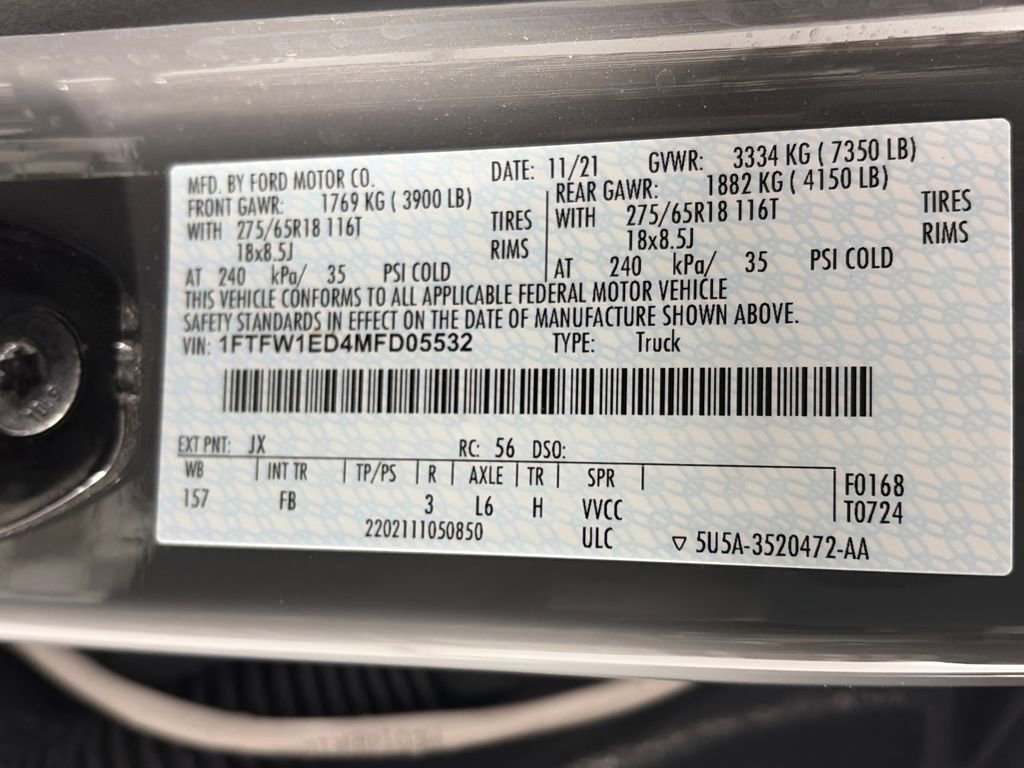 MFD. BY FORD MOTOR CO. DATE: 11/21 GVWR: 3334 KG ( 7350 LB)
FRONT GAWR: 1769 KG ( 3900 LB) REAR GAWR: 1882 KG ( 4150 LB)
WITH 275/65R18 116T TIRES WITH 275/65R18 116T TIRES
18x8.5J RIMS 18x8.5J RIMS
AT 240 kPa/ 35 PSI COLD AT 240 kPa/ 35 PSI COLD
THIS VEHICLE CONFORMS TO ALL APPLICABLE FEDERAL MOTOR VEHICLE
SAFETY STANDARDS IN EFFECT ON THE DATE OF MANUFACTURE SHOWN ABOVE.
VIN: 1FTFW1ED4MFD05532 TYPE: Truck
EXT PNT: JX RC: 56 DSO:
WB INT TR TP/PS R AXLE TR SPR F0168
157 FB 3 L6 H VVCC T0724
2202111050850 ULC ▽ 5U5A-3520472-AA